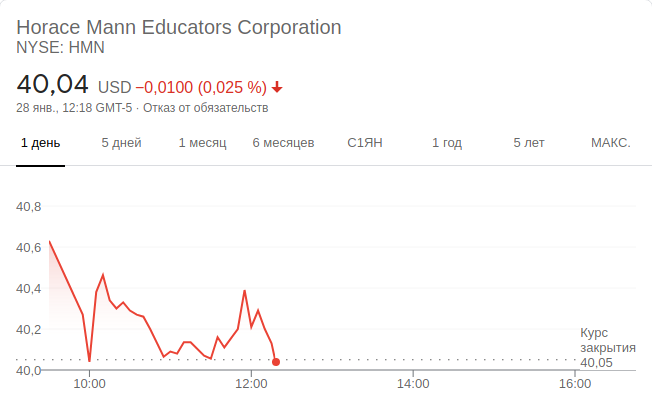 Horace Mann Educators Corporation
NYSE: HMN
40,04 USD −0,0100 (0,025 %)
28 янв., 12:18 GMT-5 · Отказ от обязательств
1 день 5 дней 1 месяц 6 месяцев С1ЯН 1 год 5 лет МАКС.
40,8
40,6
40,4
40,2
Курс
закрытия
40,05
40,0
10:00 12:00 14:00 16:00